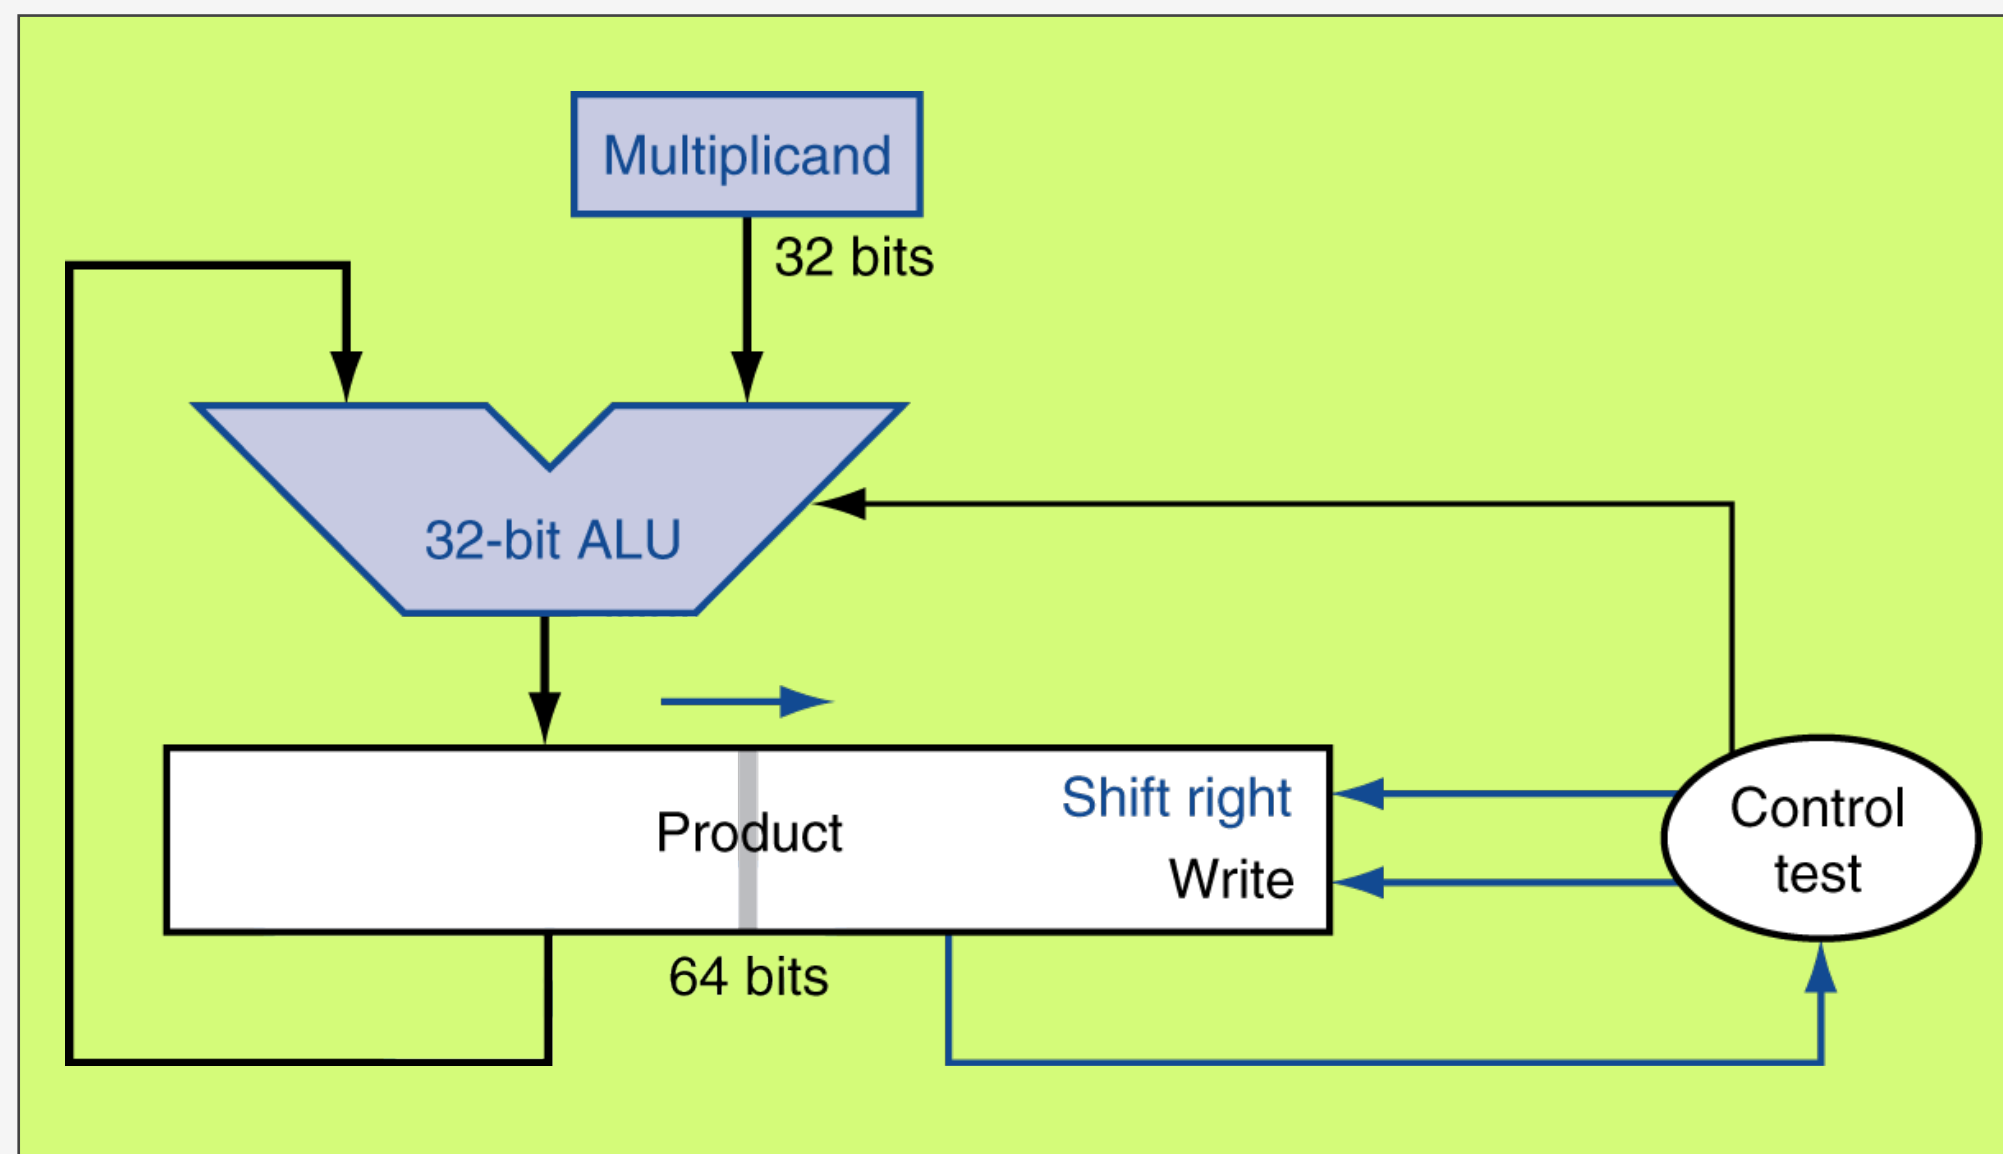 Multiplicand
32 bits
32-bit ALU
Product
Shift right
Write
Control
test
64 bits